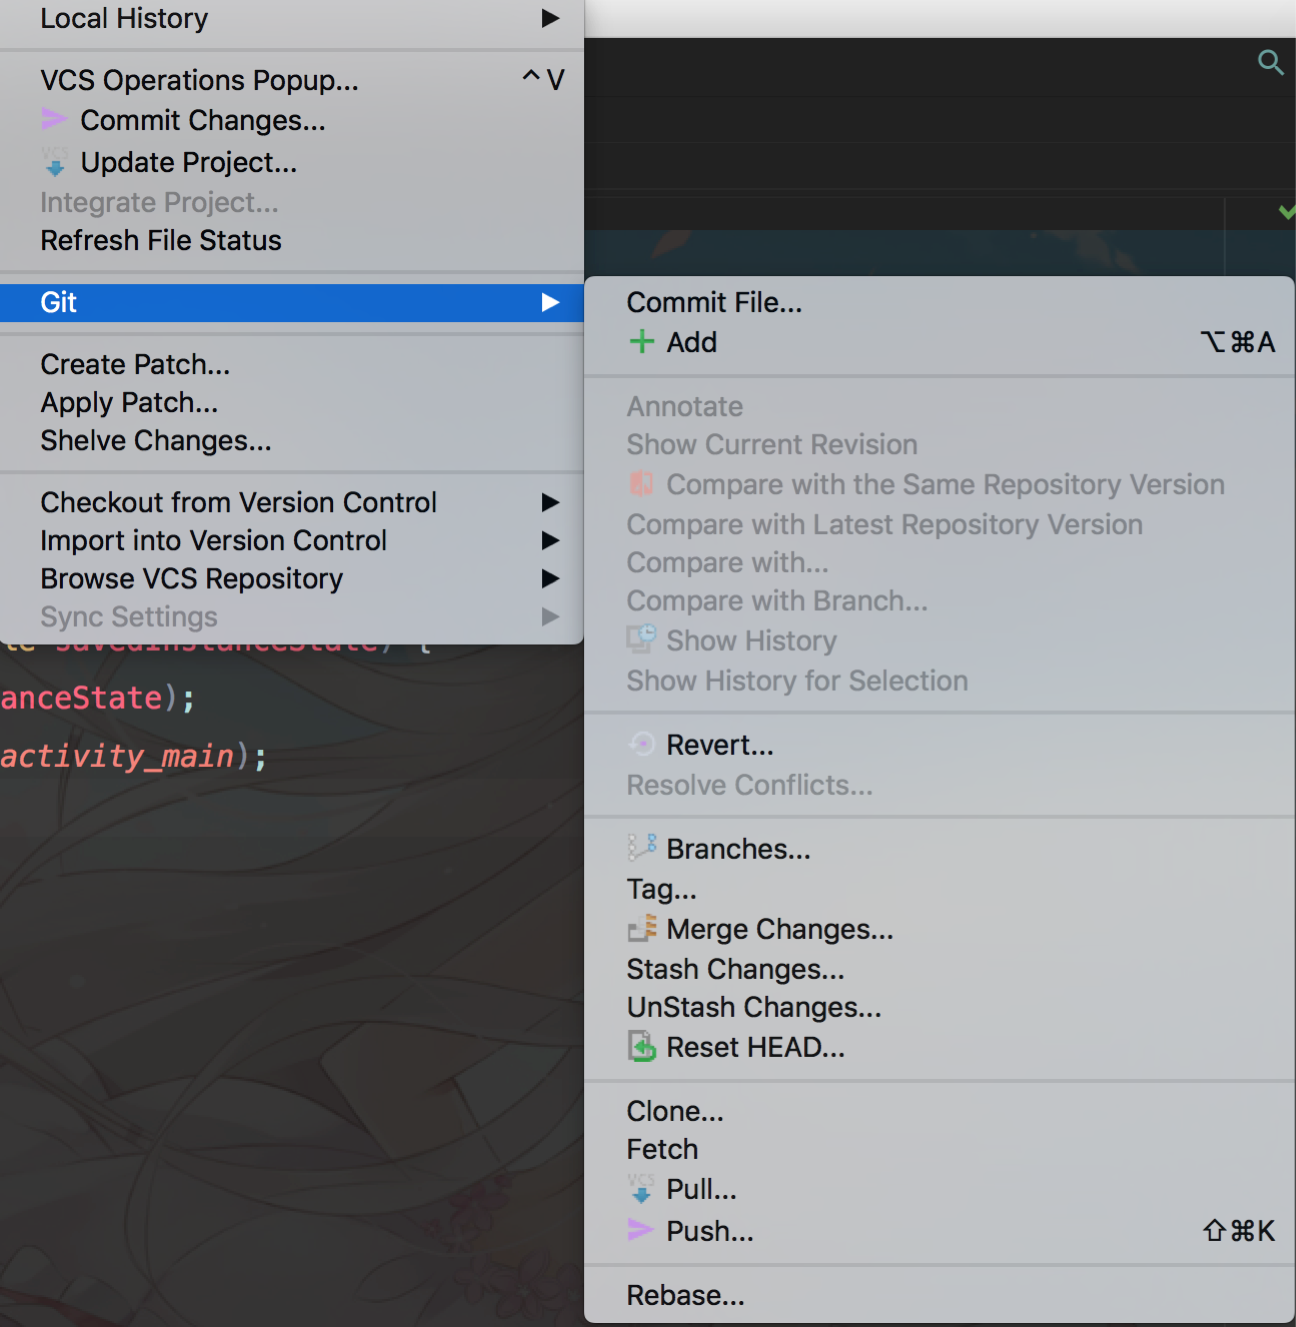 Local History
VCS Operations Popup... ^V
Commit Changes...
VCS Update Project...
Integrate Project...
Refresh File Status
Git
Create Patch...
Apply Patch...
Shelve Changes...
Checkout from Version Control
Import into Version Control
Browse VCS Repository
Sync Settings
savedInstanceState) {
anceState);
activity_main);
Commit File...
Add ⌥⌘A
Annotate
Show Current Revision
Compare with the Same Repository Version
Compare with Latest Repository Version
Compare with...
Compare with Branch...
Show History
Show History for Selection
Revert...
Resolve Conflicts...
Branches...
Tag...
Merge Changes...
Stash Changes...
UnStash Changes...
Reset HEAD...
Clone...
Fetch
VCS Pull...
Push... ⇧⌘K
Rebase...